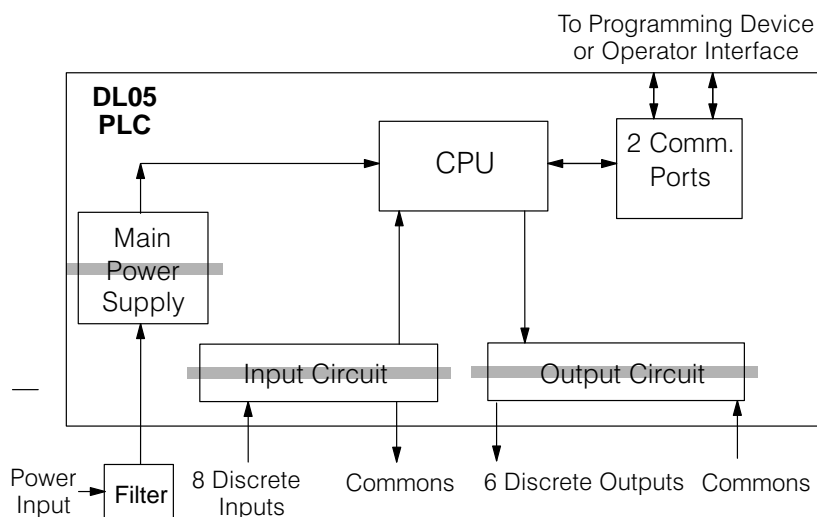 To Programming Device
or Operator Interface
DL05
PLC
CPU
2 Comm.
Ports
Main
Power
Supply
Input Circuit
Output Circuit
Power
Input
Filter
8 Discrete
Inputs
Commons
6 Discrete Outputs
Commons